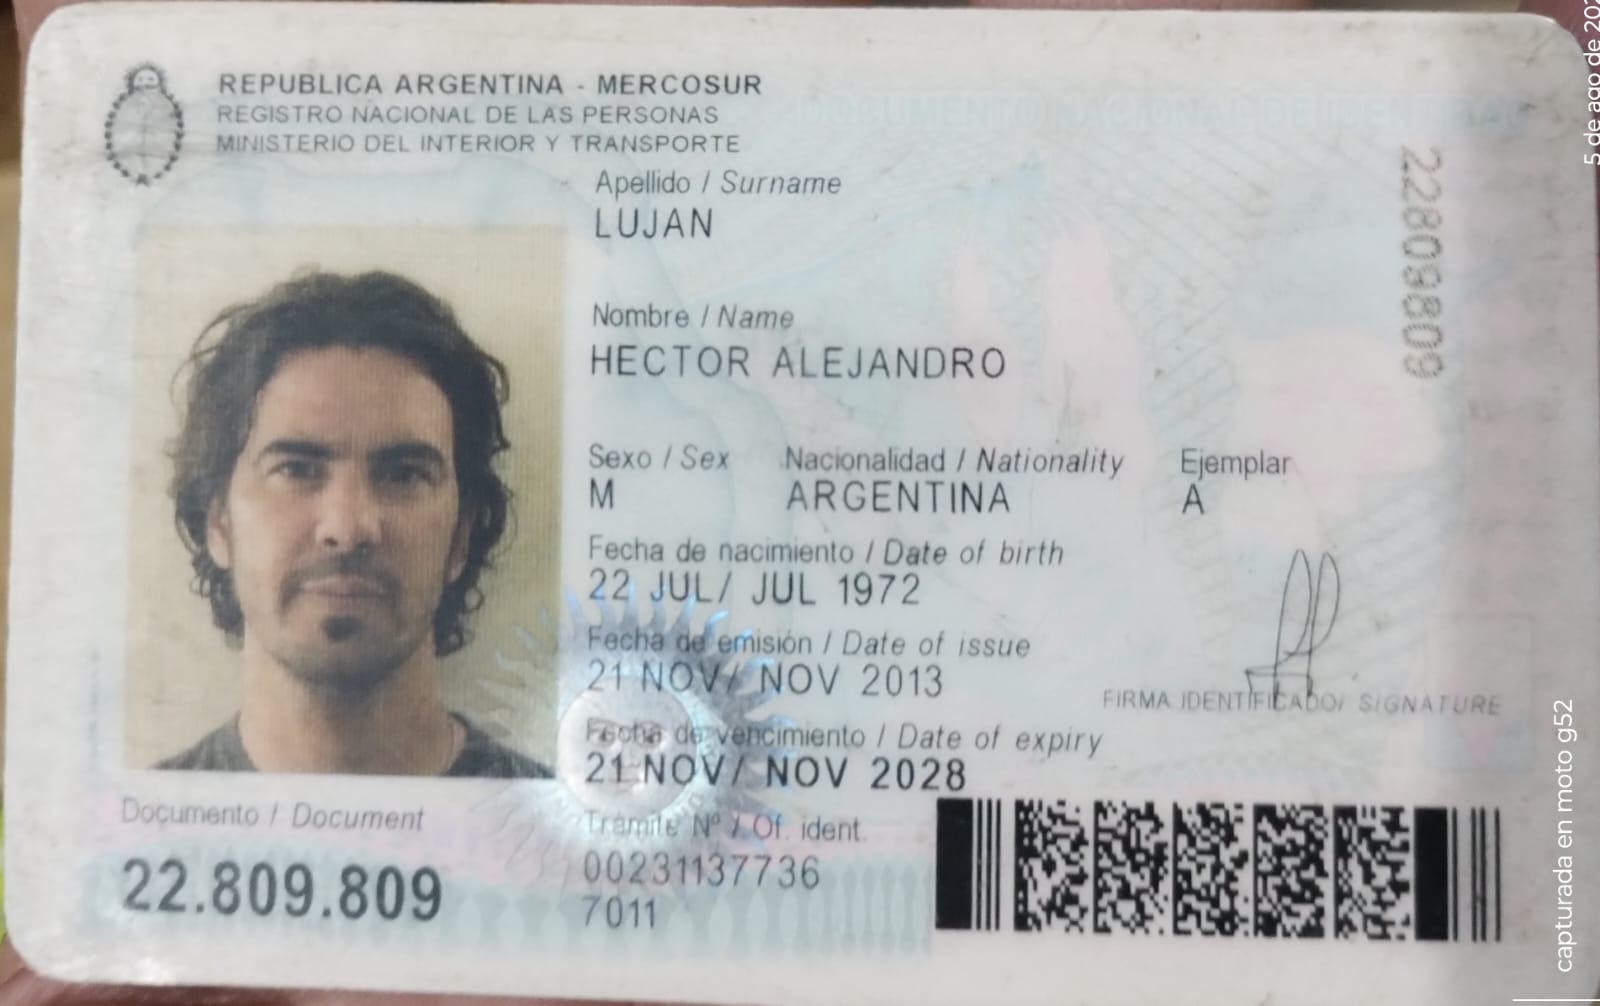 REPUBLICA ARGENTINA - MERCOSUR
REGISTRO NACIONAL DE LAS PERSONAS
MINISTERIO DEL INTERIOR Y TRANSPORTE
DOCUMENTO NACIONAL DE IDENTIDAD
Apellido / Surname
LUJAN
Nombre / Name
HECTOR ALEJANDRO
Sexo / Sex Nacionalidad / Nationality Ejemplar
M ARGENTINA A
Fecha de nacimiento / Date of birth
22 JUL/ JUL 1972
Fecha de emisión / Date of issue
21 NOV/ NOV 2013
FIRMA IDENTIFICADO/ SIGNATURE
Fecha de vencimiento / Date of expiry
21 NOV/ NOV 2028
Documento / Document
22.809.809
Trámite Nº / Of. ident.
00231137736
7011
22809809
5 de ago de
capturada en moto g52